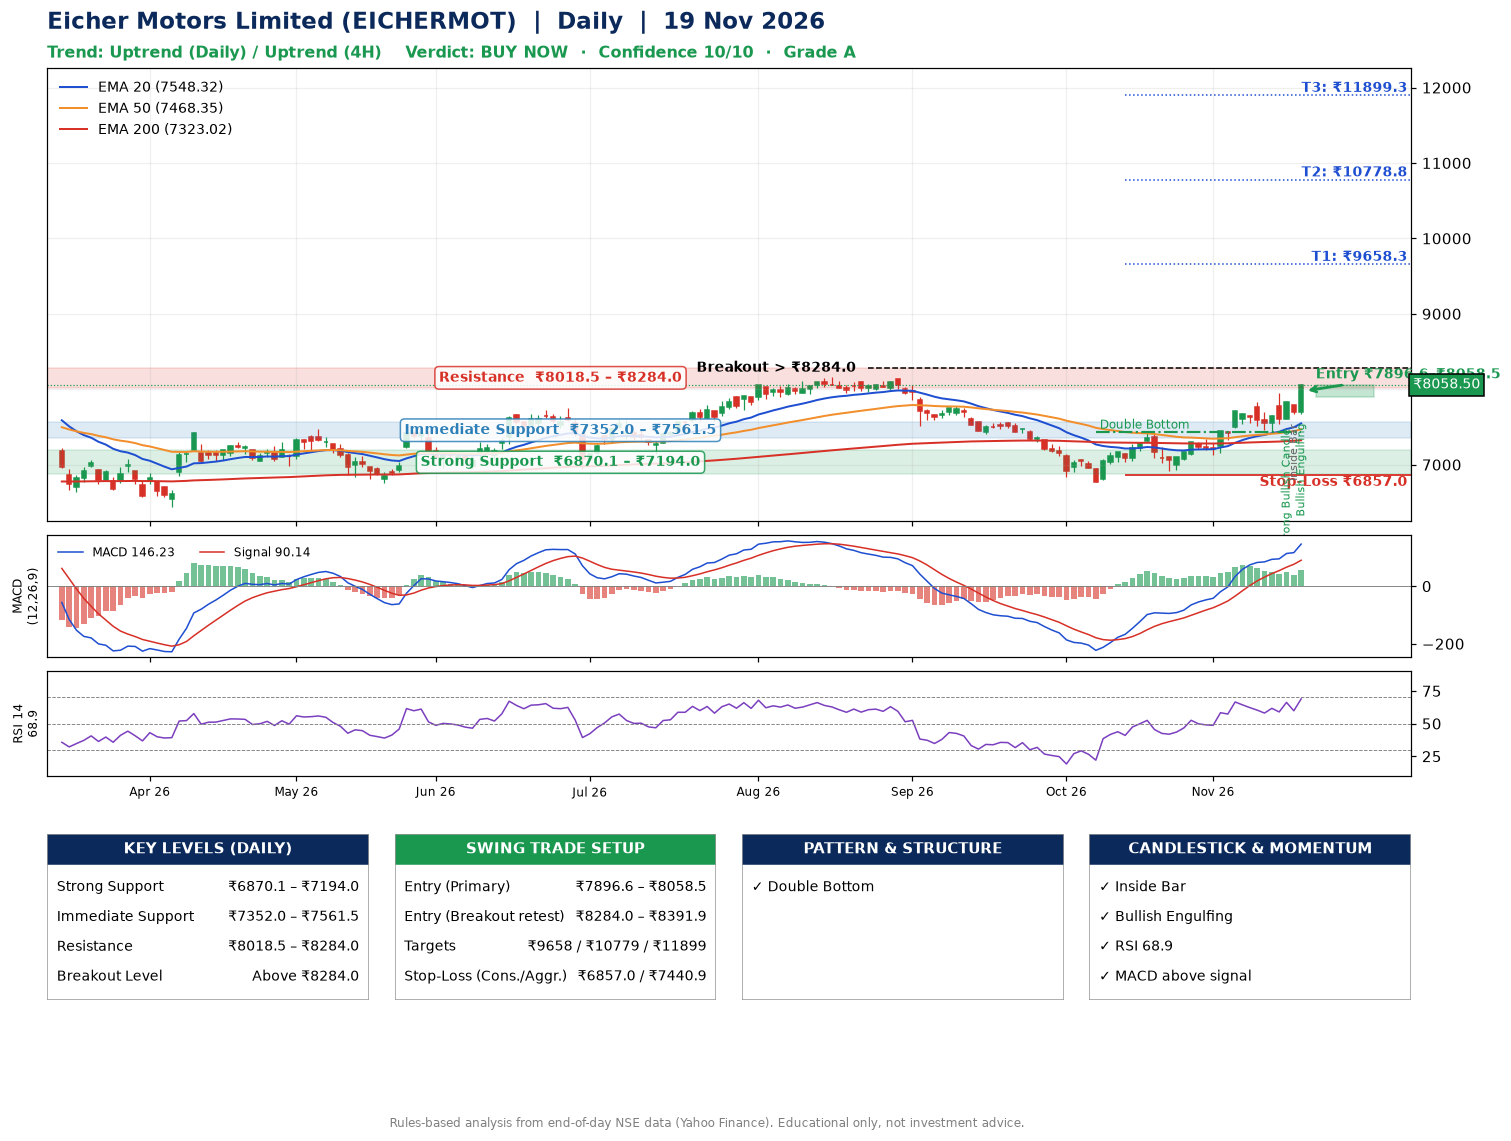 Eicher Motors Limited (EICHERMOT) | Daily | 19 Nov 2026
Trend: Uptrend (Daily) / Uptrend (4H) Verdict: BUY NOW · Confidence 10/10 · Grade A
EMA 20 (7548.32)
EMA 50 (7468.35)
EMA 200 (7323.02)
T3: ₹11899.3
T2: ₹10778.8
T1: ₹9658.3
12000
11000
10000
9000
7000
Breakout > ₹8284.0
Resistance ₹8018.5 – ₹8284.0
Entry ₹7896.6–₹8058.5
₹8058.50
Immediate Support ₹7352.0 – ₹7561.5
Double Bottom
Strong Support ₹6870.1 – ₹7194.0
Stop-Loss ₹6857.0
Inside Bar
Bullish Engulfing
MACD 146.23
Signal 90.14
MACD
(12,26,9)
0
−200
RSI 14
68.9
75
50
25
Apr 26
May 26
Jun 26
Jul 26
Aug 26
Sep 26
Oct 26
Nov 26
KEY LEVELS (DAILY)
Strong Support ₹6870.1 – ₹7194.0
Immediate Support ₹7352.0 – ₹7561.5
Resistance ₹8018.5 – ₹8284.0
Breakout Level Above ₹8284.0
SWING TRADE SETUP
Entry (Primary) ₹7896.6 – ₹8058.5
Entry (Breakout retest) ₹8284.0 – ₹8391.9
Targets ₹9658 / ₹10779 / ₹11899
Stop-Loss (Cons./Aggr.) ₹6857.0 / ₹7440.9
PATTERN & STRUCTURE
✓ Double Bottom
CANDLESTICK & MOMENTUM
✓ Inside Bar
✓ Bullish Engulfing
✓ RSI 68.9
✓ MACD above signal
Rules-based analysis from end-of-day NSE data (Yahoo Finance). Educational only, not investment advice.